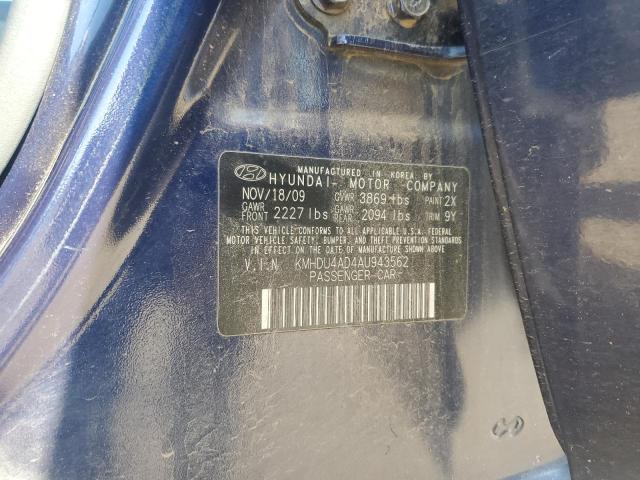 MANUFACTURED IN KOREA BY
HYUNDAI MOTOR COMPANY
NOV/18/09 GVWR 3869 lbs PAINT 2X
GAWR FRONT 2227 lbs GAWR REAR 2094 lbs TRIM 9Y
THIS VEHICLE CONFORMS TO ALL APPLICABLE U.S.A. FEDERAL
MOTOR VEHICLE SAFETY, BUMPER, AND THEFT PREVENTION
STANDARDS IN EFFECT ON THE DATE OF MANUFACTURE SHOWN ABOVE
V.I.N KMHDU4AD4AU943562
PASSENGER CAR